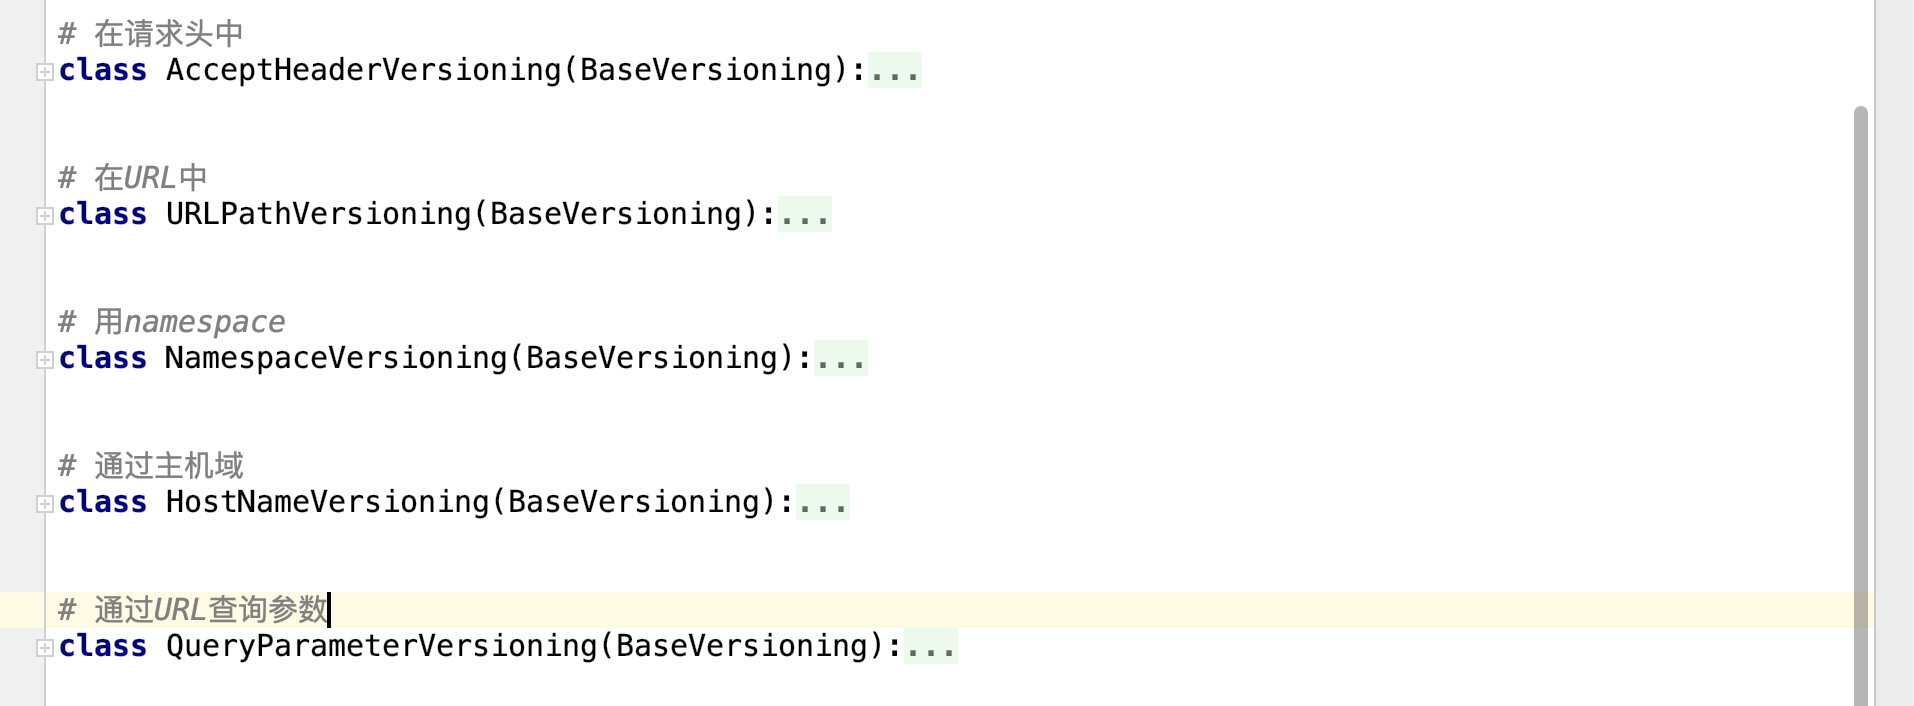 # 在请求头中
class AcceptHeaderVersioning(BaseVersioning):...
# 在URL中
class URLPathVersioning(BaseVersioning):...
# 用namespace
class NamespaceVersioning(BaseVersioning):...
# 通过主机域
class HostNameVersioning(BaseVersioning):...
# 通过URL查询参数
class QueryParameterVersioning(BaseVersioning):...